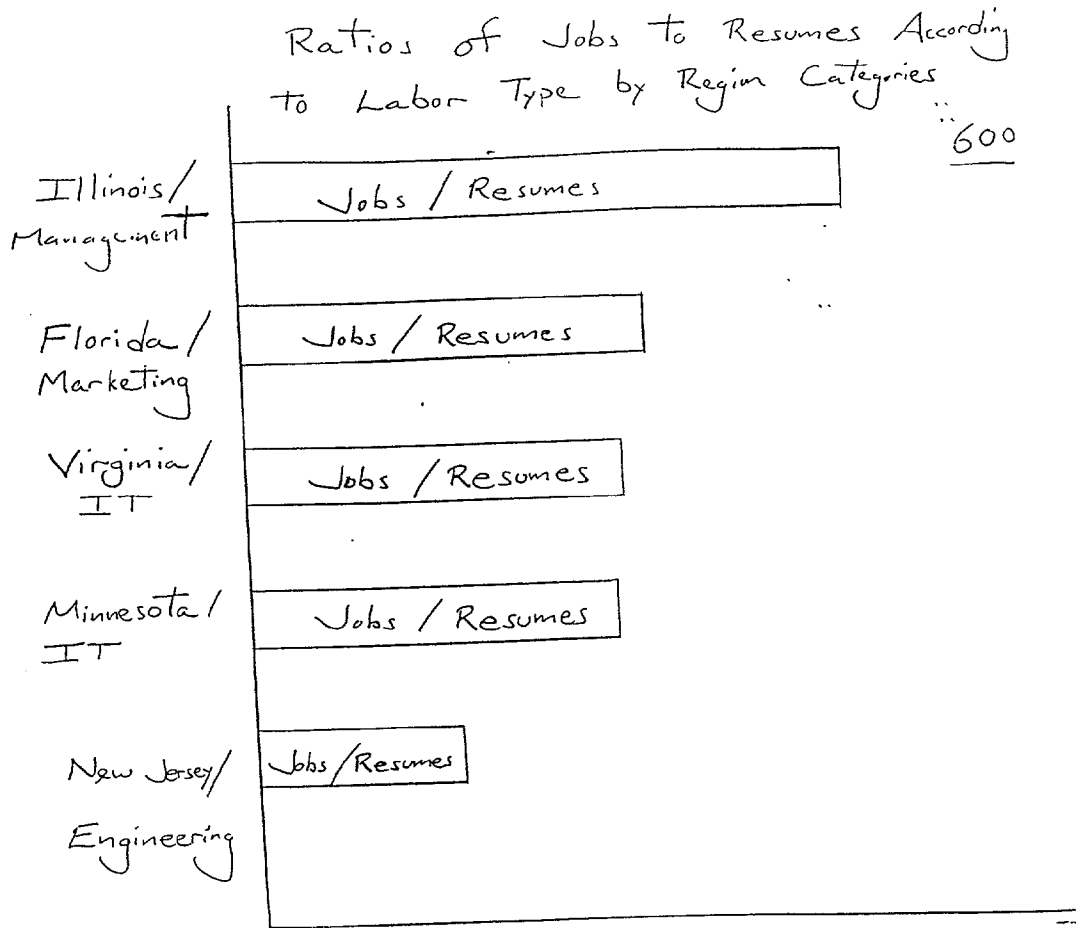 Ratios of Jobs to Resumes According
to Labor Type by Region Categories
600
Illinois/
Management
Jobs / Resumes
Florida/
Marketing
Jobs / Resumes
Virginia/
IT
Jobs / Resumes
Minnesota/
IT
Jobs / Resumes
New Jersey/
Engineering
Jobs/Resumes